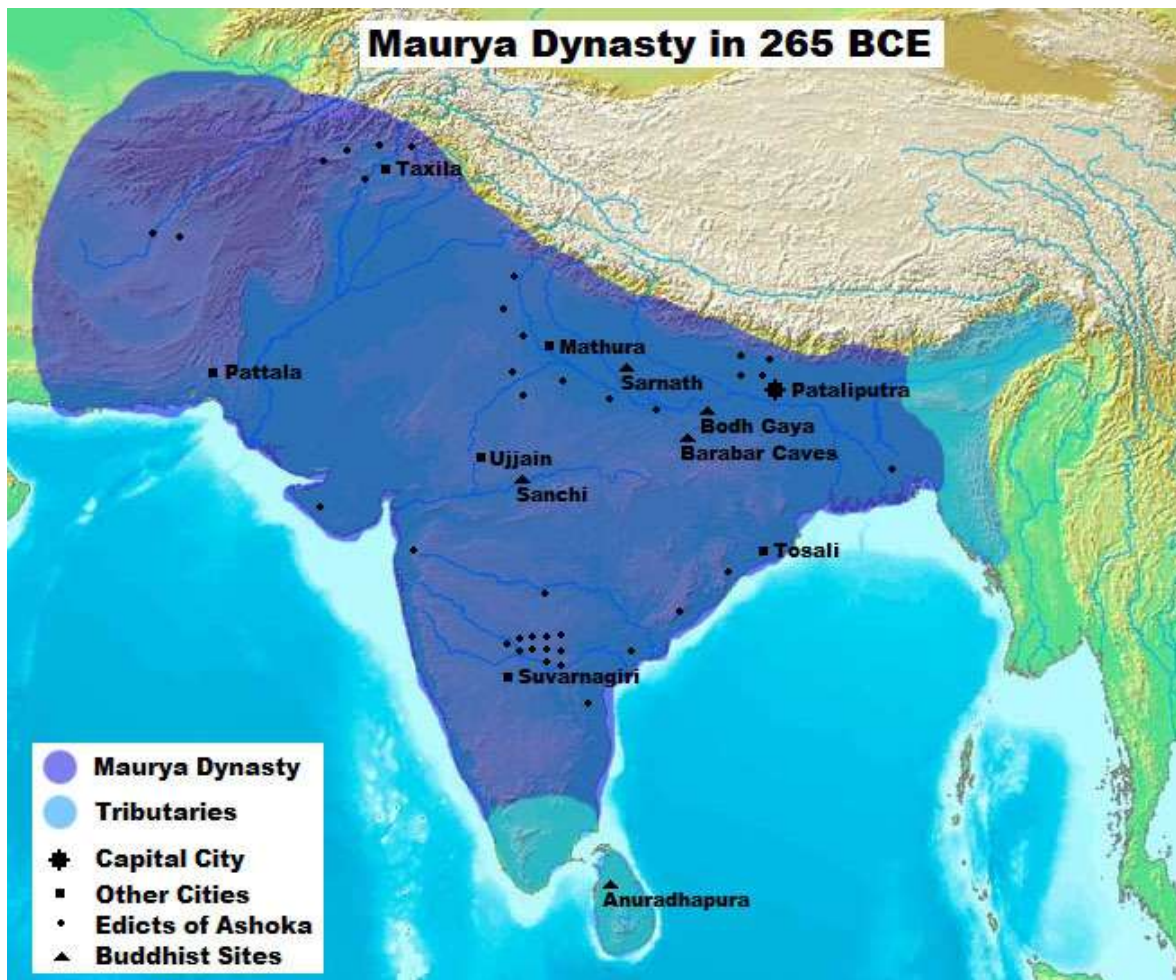 Maurya Dynasty in 265 BCE
Taxila
Mathura
Pattala
Sarnath
Pataliputra
Bodh Gaya
Barabar Caves
Ujjain
Sanchi
Tosali
Suvarnagiri
Maurya Dynasty
Tributaries
Capital City
Other Cities
Edicts of Ashoka
Buddhist Sites
Anuradhapura